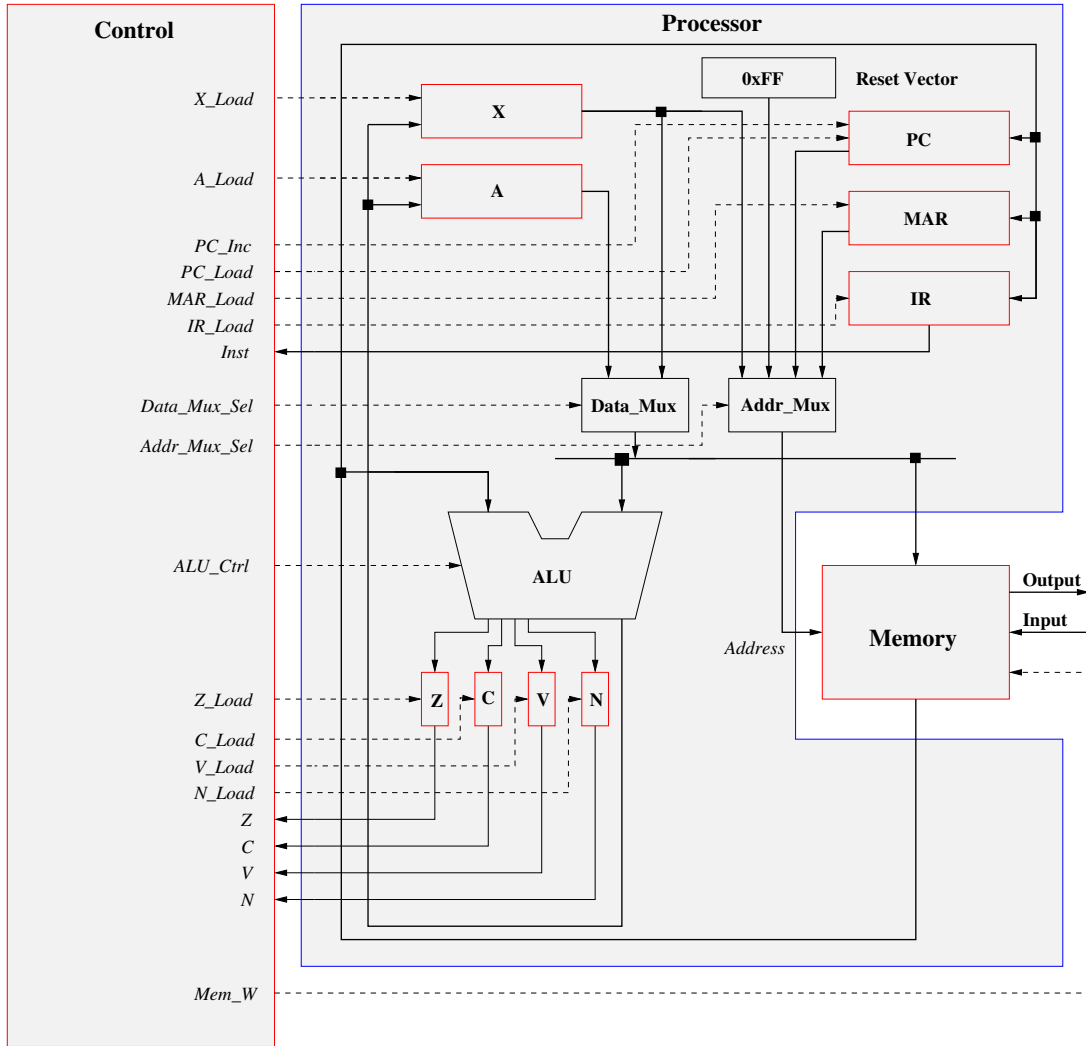 Control
Processor
0xFF
Reset Vector
X_Load
X
PC
A_Load
A
MAR
PC_Inc
PC_Load
MAR_Load
IR
IR_Load
Inst
Data_Mux_Sel
Data_Mux
Addr_Mux
Addr_Mux_Sel
ALU_Ctrl
ALU
Output
Input
Memory
Address
Z_Load
Z
C
V
N
C_Load
V_Load
N_Load
Z
C
V
N
Mem_W